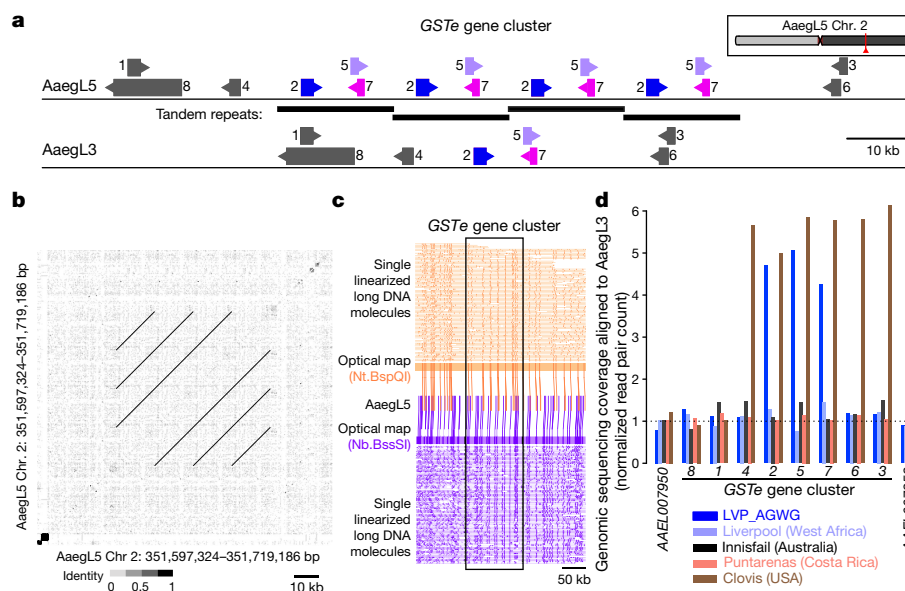 a
GSTe gene cluster
AaegL5 Chr. 2
1 5 5 5 5 3
AaegL5 8 4 2 7 2 7 2 7 2 7 6
Tandem repeats:
1 5 3
AaegL3 8 4 2 7 6
10 kb
b
AaegL5 Chr. 2: 351,597,324–351,719,186 bp
AaegL5 Chr 2: 351,597,324–351,719,186 bp
Identity
0 0.5 1
10 kb
c
GSTe gene cluster
Single
linearized
long DNA
molecules
Optical map
(Nt.BspQI)
AaegL5
Optical map
(Nb.BssSI)
Single
linearized
long DNA
molecules
50 kb
d
Genomic sequencing coverage aligned to AaegL3
(normalized read pair count)
6
5
4
3
2
1
0
AAEL007950 8 1 4 2 5 7 6 3
GSTe gene cluster
LVP_AGWG
Liverpool (West Africa)
Innisfail (Australia)
Puntarenas (Costa Rica)
Clovis (USA)